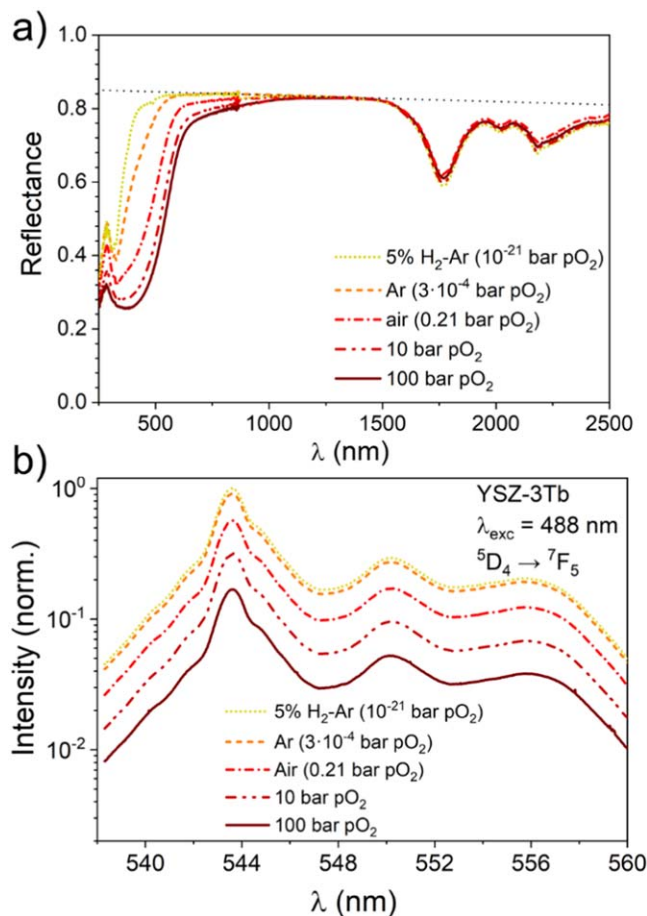 a)
1.0
0.8
0.6
0.4
0.2
0.0
Reflectance
5% H₂-Ar (10⁻²¹ bar pO₂)
Ar (3·10⁻⁴ bar pO₂)
air (0.21 bar pO₂)
10 bar pO₂
100 bar pO₂
500 1000 1500 2000 2500
λ (nm)
b)
10⁰
10⁻¹
10⁻²
Intensity (norm.)
YSZ-3Tb
λexc = 488 nm
⁵D₄ → ⁷F₅
5% H₂-Ar (10⁻²¹ bar pO₂)
Ar (3·10⁻⁴ bar pO₂)
Air (0.21 bar pO₂)
10 bar pO₂
100 bar pO₂
540 544 548 552 556 560
λ (nm)